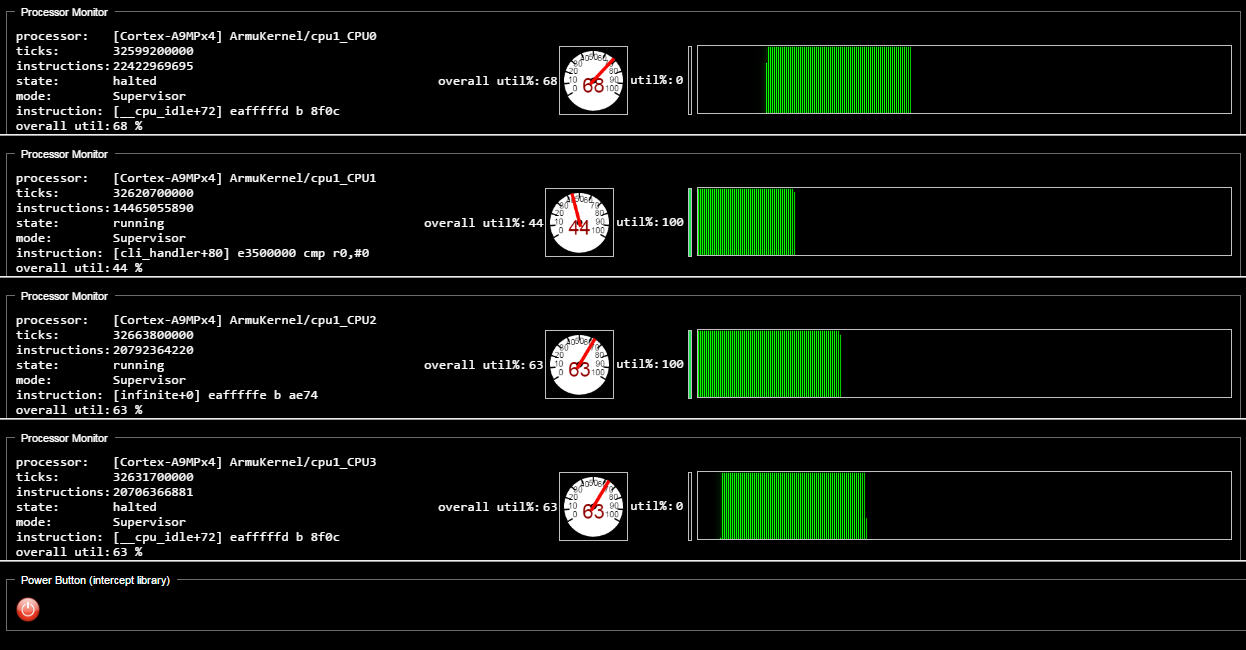 Processor Monitor
processor: [Cortex-A9MPx4] ArmuKernel/cpu1_CPU0
ticks: 32599200000
instructions: 22422969695
state: halted
mode: Supervisor
instruction: [__cpu_idle+72] eafffffd b 8f0c
overall util: 68 %
overall util%: 68
68
util%: 0
Processor Monitor
processor: [Cortex-A9MPx4] ArmuKernel/cpu1_CPU1
ticks: 32620700000
instructions: 14465055890
state: running
mode: Supervisor
instruction: [cli_handler+80] e3500000 cmp r0,#0
overall util: 44 %
overall util%: 44
44
util%: 100
Processor Monitor
processor: [Cortex-A9MPx4] ArmuKernel/cpu1_CPU2
ticks: 32663800000
instructions: 20792364220
state: running
mode: Supervisor
instruction: [infinite+0] eafffffe b ae74
overall util: 63 %
overall util%: 63
63
util%: 100
Processor Monitor
processor: [Cortex-A9MPx4] ArmuKernel/cpu1_CPU3
ticks: 32631700000
instructions: 20706366881
state: halted
mode: Supervisor
instruction: [__cpu_idle+72] eafffffd b 8f0c
overall util: 63 %
overall util%: 63
63
util%: 0
Power Button (intercept library)